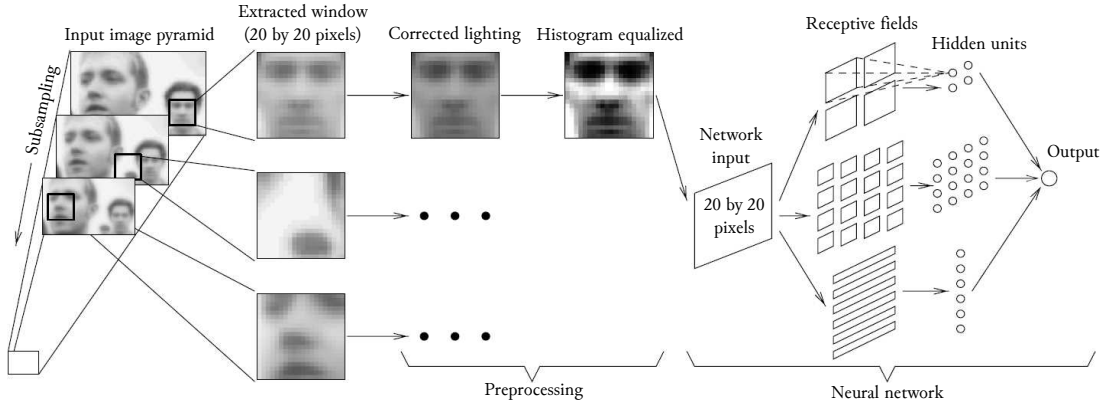 Input image pyramid
Extracted window
(20 by 20 pixels)
Corrected lighting
Histogram equalized
Receptive fields
Hidden units
Subsampling
Network
input
20 by 20
pixels
Output
Preprocessing
Neural network